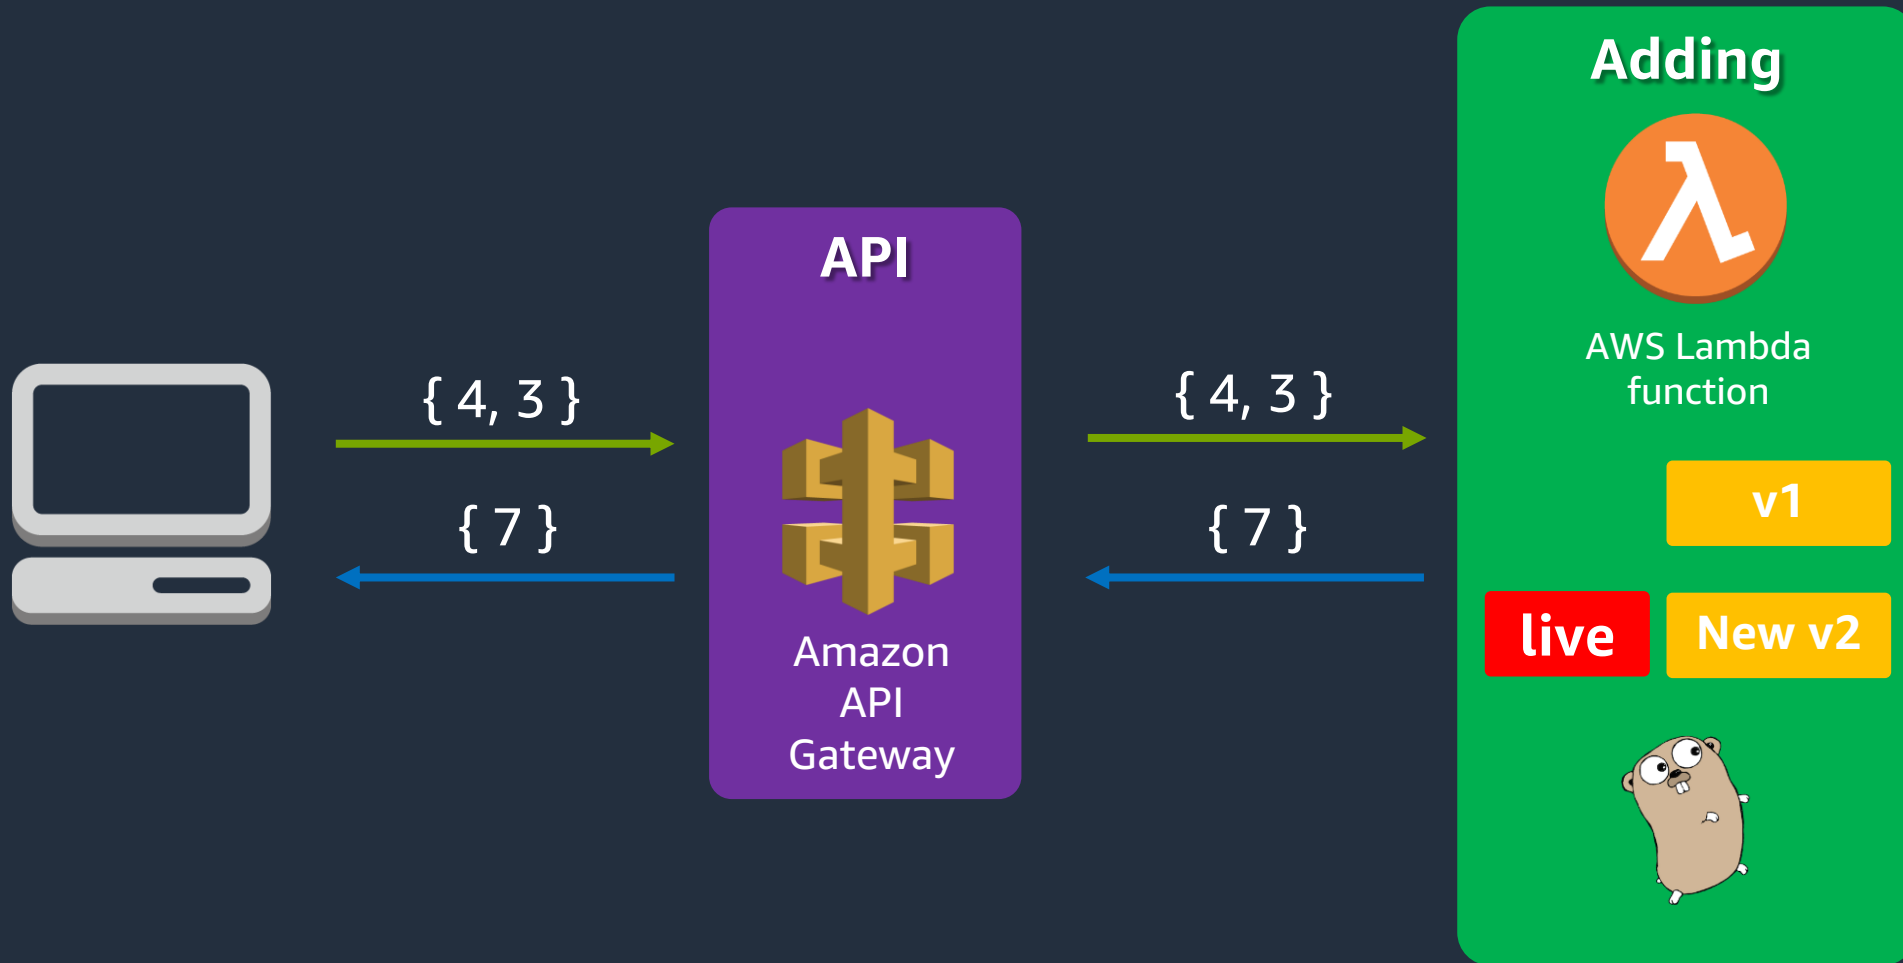 { 4, 3 }
{ 7 }
API
Amazon
API
Gateway
{ 4, 3 }
{ 7 }
Adding
λ
AWS Lambda
function
v1
live
New v2